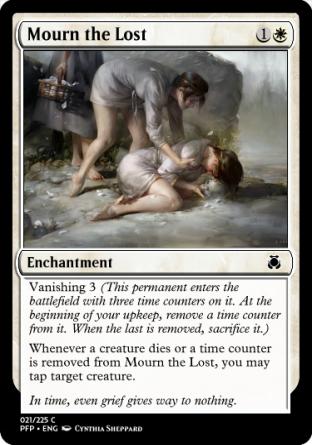 Mourn the Lost 1
Enchantment
Vanishing 3 (This permanent enters the
battlefield with three time counters on it. At the
beginning of your upkeep, remove a time counter
from it. When the last is removed, sacrifice it.)
Whenever a creature dies or a time counter
is removed from Mourn the Lost, you may
tap target creature.
In time, even grief gives way to nothing.
021/225 C
PFP • ENG Cynthia Sheppard